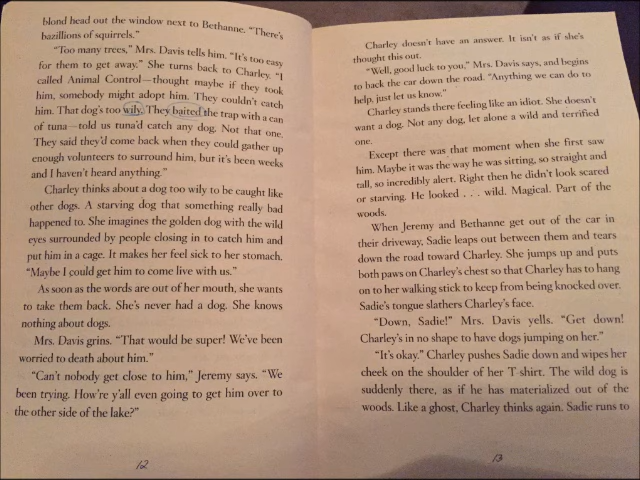 blond head out the window next to Bethanne. "There's
bazillions of squirrels."
"Too many trees," Mrs. Davis tells him. "It's too easy
for them to get away." She turns back to Charley. "I
called Animal Control—thought maybe if they took
him, somebody might adopt him. They couldn't catch
him. That dog's too wily. They baited the trap with a can
of tuna—told us tuna'd catch any dog. Not that one.
They said they'd come back when they could gather up
enough volunteers to surround him, but it's been weeks
and I haven't heard anything."
Charley thinks about a dog too wily to be caught like
other dogs. A starving dog that something really bad
happened to. She imagines the golden dog with the wild
eyes surrounded by people closing in to catch him and
put him in a cage. It makes her feel sick to her stomach.
"Maybe I could get him to come live with us."
As soon as the words are out of her mouth, she wants
to take them back. She's never had a dog. She knows
nothing about dogs.
Mrs. Davis grins. "That would be super! We've been
worried to death about him."
"Can't nobody get close to him," Jeremy says. "We
been trying. How're y'all even going to get him over to
the other side of the lake?"
12
Charley doesn't have an answer. It isn't as if she's
thought this out.
"Well, good luck to you," Mrs. Davis says, and begins
to back the car down the road. "Anything we can do to
help, just let us know."
Charley stands there feeling like an idiot. She doesn't
want a dog. Not any dog, let alone a wild and terrified
one.
Except there was that moment when she first saw
him. Maybe it was the way he was sitting, so straight and
tall, so incredibly alert. Right then he didn't look scared
or starving. He looked . . . wild. Magical. Part of the
woods.
When Jeremy and Bethanne get out of the car in
their driveway, Sadie leaps out between them and tears
down the road toward Charley. She jumps up and puts
both paws on Charley's chest so that Charley has to hang
on to her walking stick to keep from being knocked over.
Sadie's tongue slathers Charley's face.
"Down, Sadie!" Mrs. Davis yells. "Get down!
Charley's in no shape to have dogs jumping on her."
"It's okay." Charley pushes Sadie down and wipes her
cheek on the shoulder of her T shirt. The wild dog is
suddenly there, as if he has materialized out of the
woods. Like a ghost, Charley thinks again. Sadie runs to
13